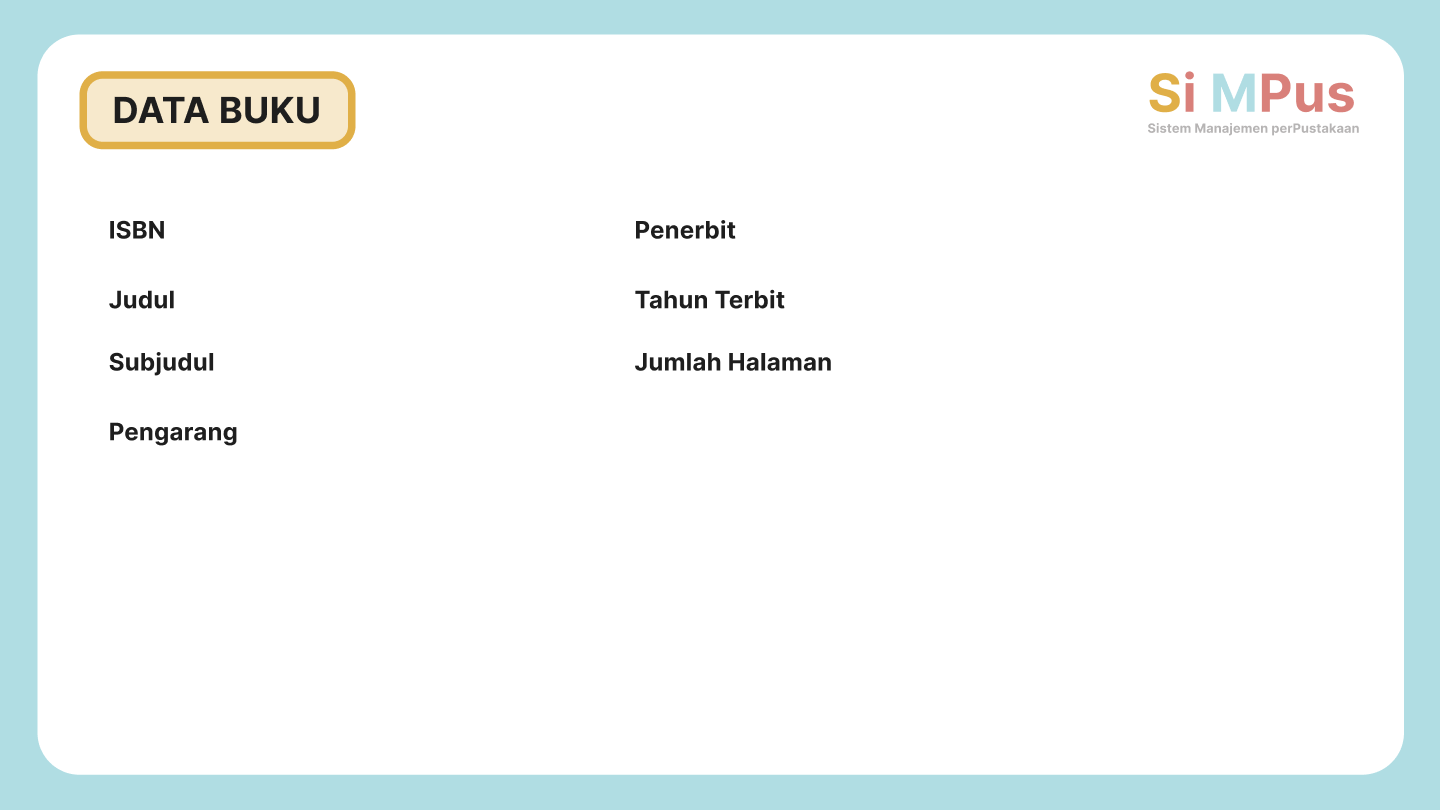 DATA BUKU
Si MPus
Sistem Manajemen perPustakaan
ISBN
Judul
Subjudul
Pengarang
Penerbit
Tahun Terbit
Jumlah Halaman